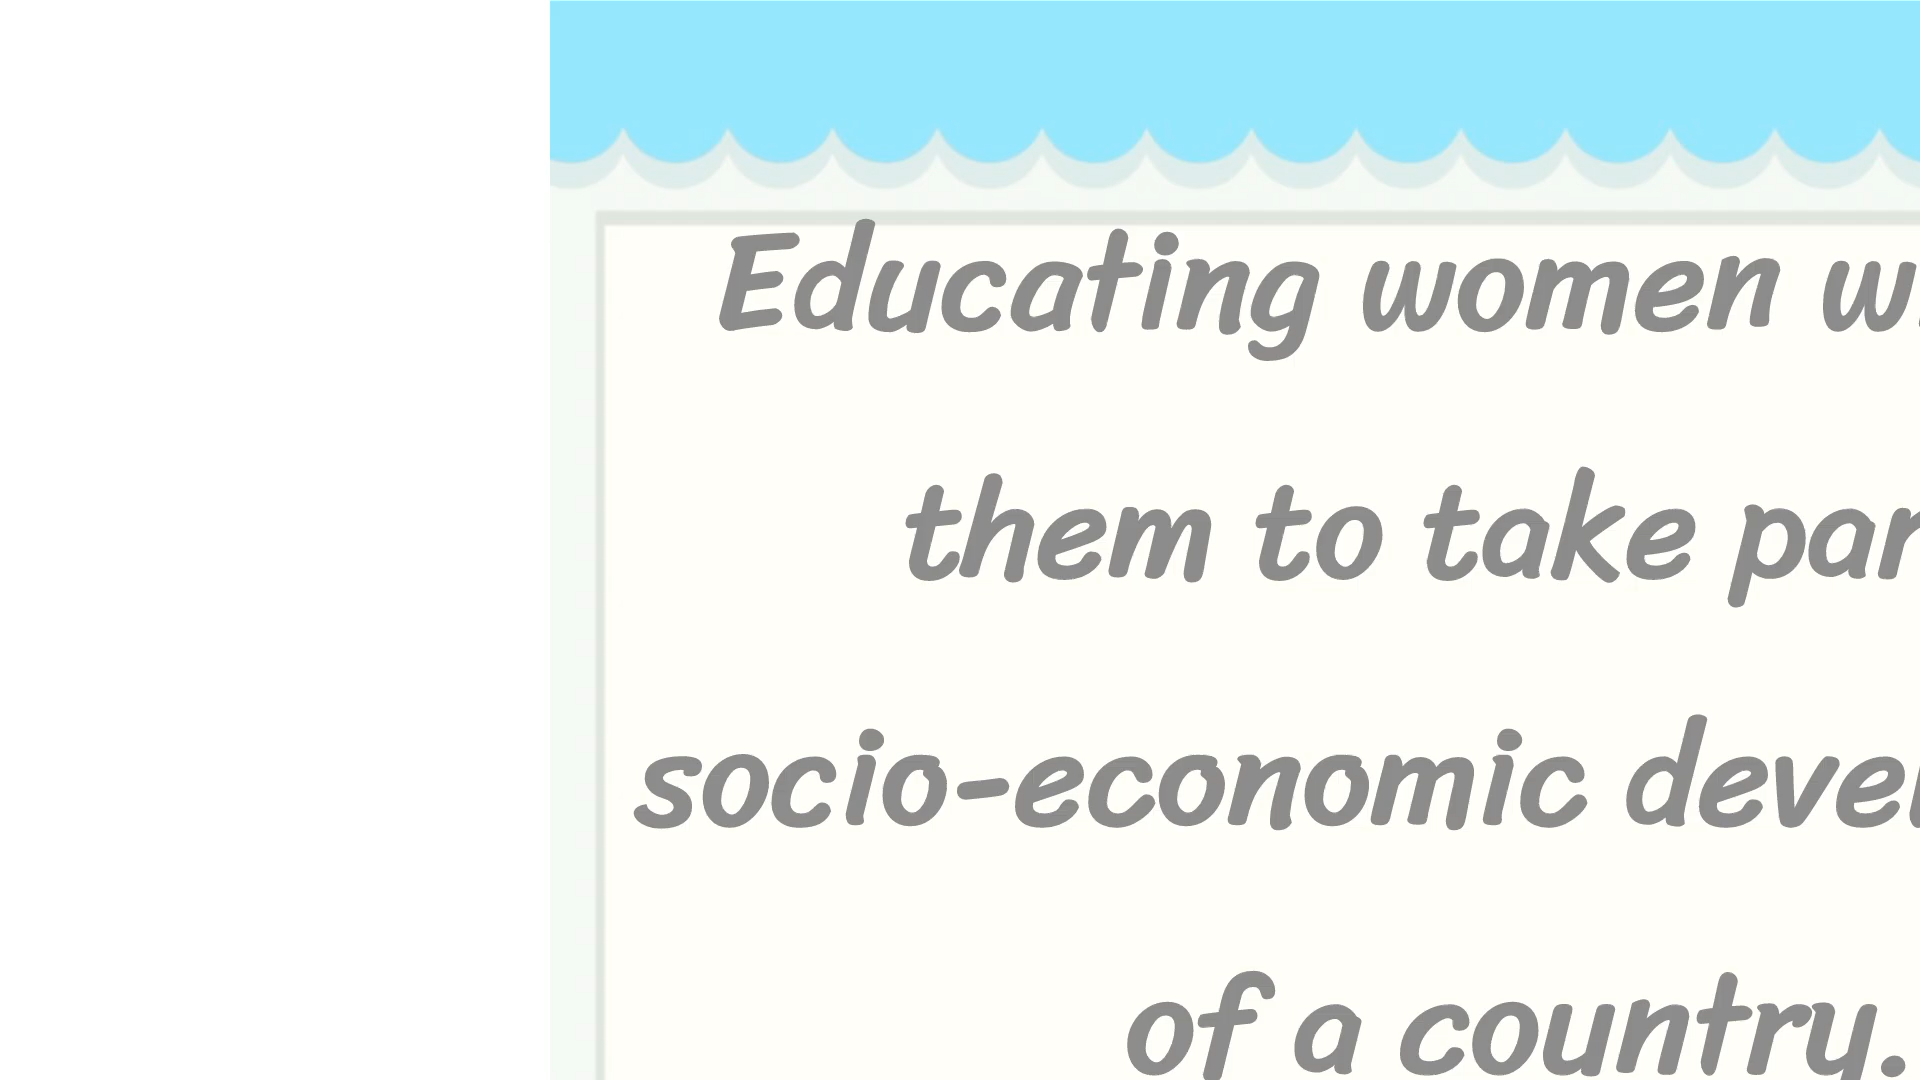 Educating women
them to take
socio-economic
of a country.